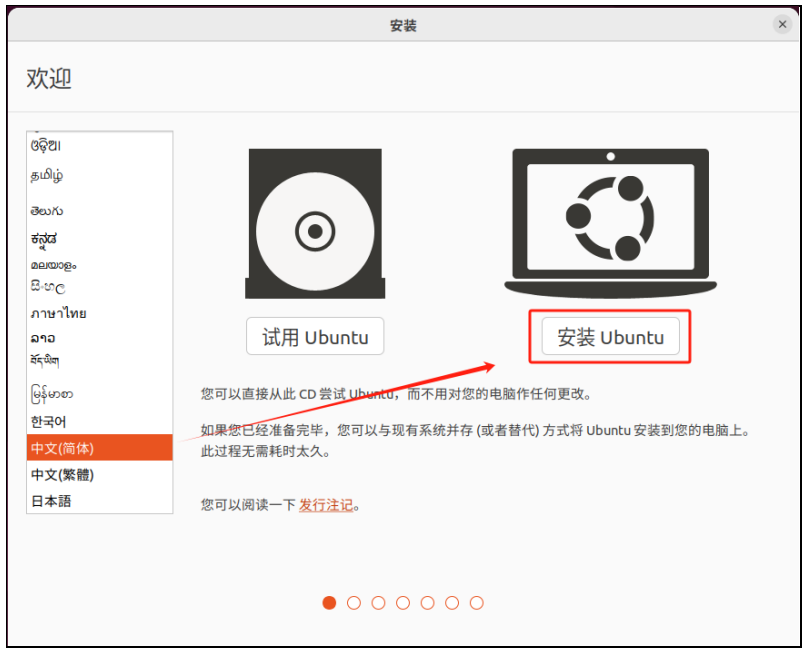 安装
欢迎
ଓଡ଼ିଆ
தமிழ்
తెలుగు
ಕನ್ನಡ
മലയാളം
සිංහල
ภาษาไทย
ລາວ
རྫོང་ཁ
မြန်မာစာ
한국어
中文(简体)
中文(繁體)
日本語
试用 Ubuntu
安装 Ubuntu
您可以直接从此 CD 尝试 Ubuntu，而不用对您的电脑作任何更改。
如果您已经准备完毕，您可以与现有系统并存 (或者替代) 方式将 Ubuntu 安装到您的电脑上。
此过程无需耗时太久。
您可以阅读一下 发行注记。